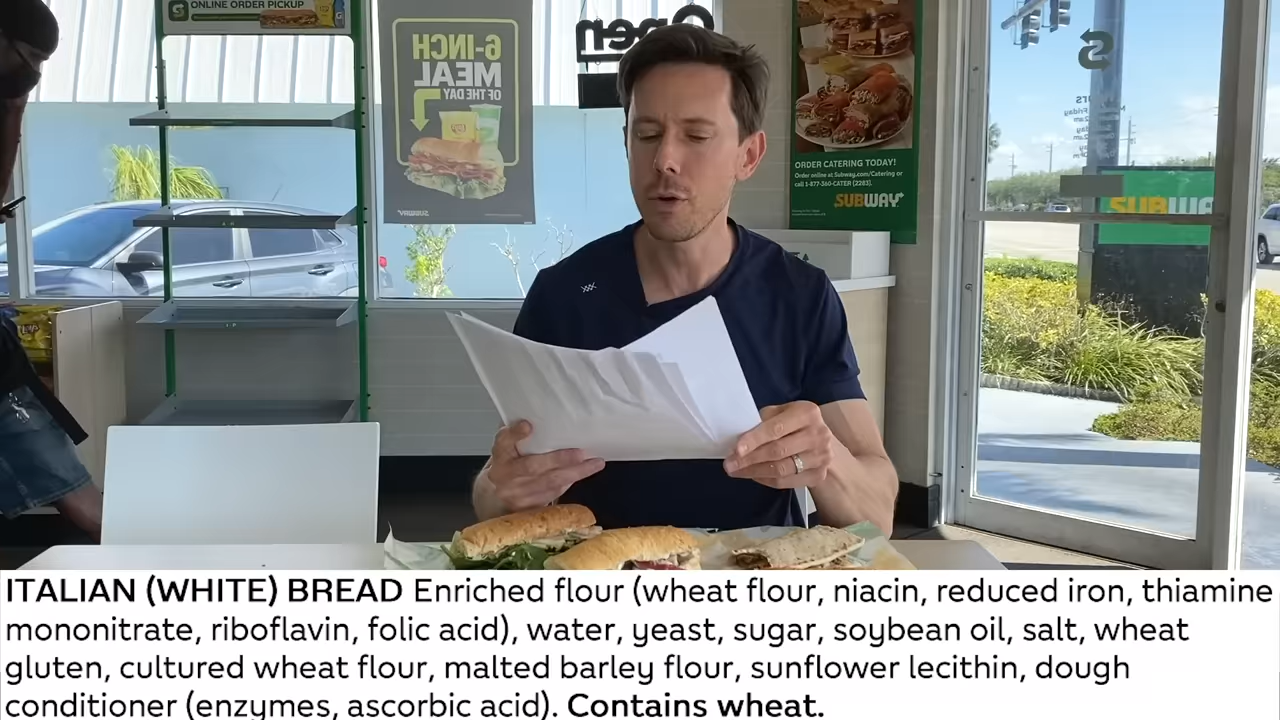 ONLINE ORDER PICKUP
Open
6-INCH
MEAL
OF THE DAY
SUBWAY
ORDER CATERING TODAY!
Order online at Subway.com/Catering or
call 1-877-360-CATER (2283).
SUBWAY
SUBWAY
ITALIAN (WHITE) BREAD Enriched flour (wheat flour, niacin, reduced iron, thiamine
mononitrate, riboflavin, folic acid), water, yeast, sugar, soybean oil, salt, wheat
gluten, cultured wheat flour, malted barley flour, sunflower lecithin, dough
conditioner (enzymes, ascorbic acid). Contains wheat.